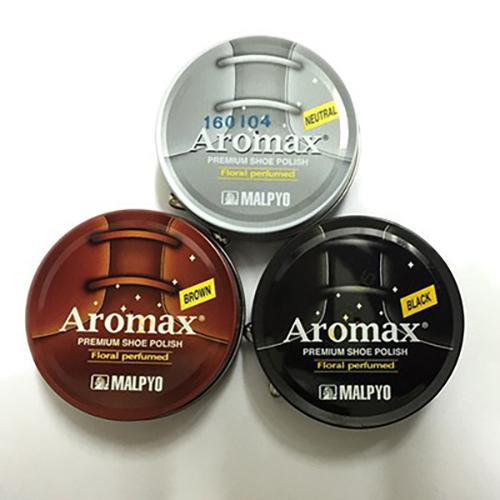 NEUTRAL
160104
Aromax®
PREMIUM SHOE POLISH
Floral perfumed
MALPYO
BROWN
Aromax®
PREMIUM SHOE POLISH
Floral perfumed
MALPYO
BLACK
Aromax®
PREMIUM SHOE POLISH
Floral perfumed
MALPYO